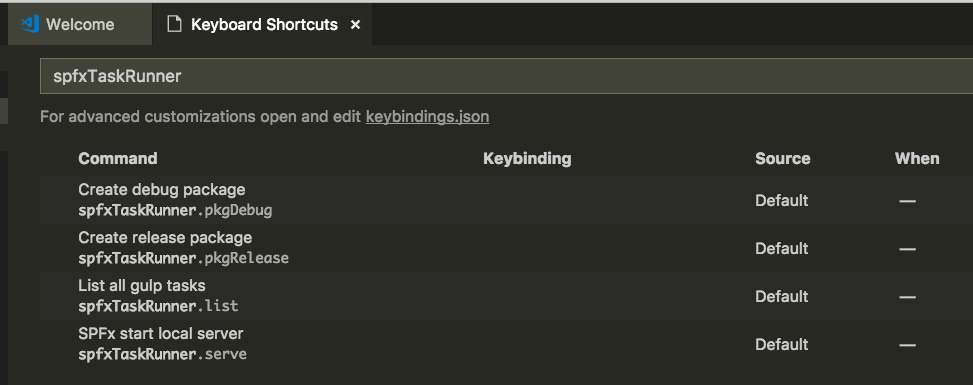 Welcome Keyboard Shortcuts ×
spfxTaskRunner
For advanced customizations open and edit keybindings.json
Command Keybinding Source When
Create debug package
spfxTaskRunner.pkgDebug Default —
Create release package
spfxTaskRunner.pkgRelease Default —
List all gulp tasks
spfxTaskRunner.list Default —
SPFx start local server
spfxTaskRunner.serve Default —